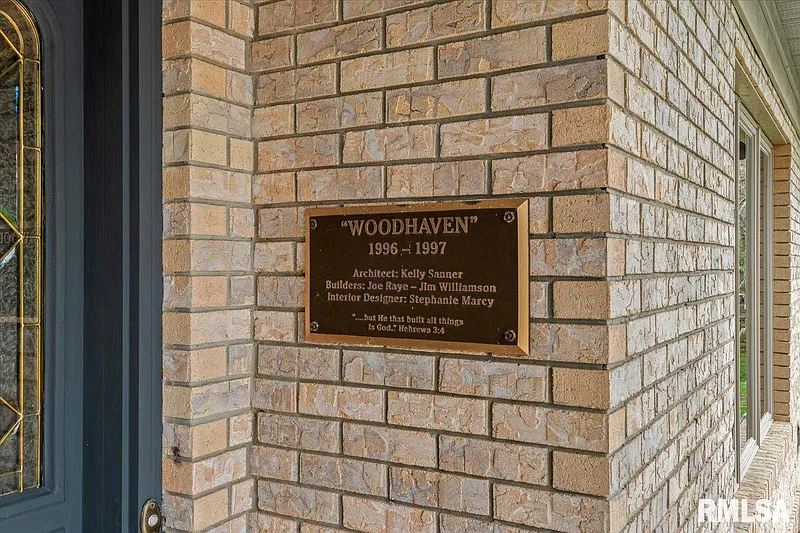 "WOODHAVEN"
1996 – 1997
Architect: Kelly Sanner
Builders: Joe Raye – Jim Williamson
Interior Designer: Stephanie Marcy
"....but He that built all things
is God." Hebrews 3:4
RMLSA